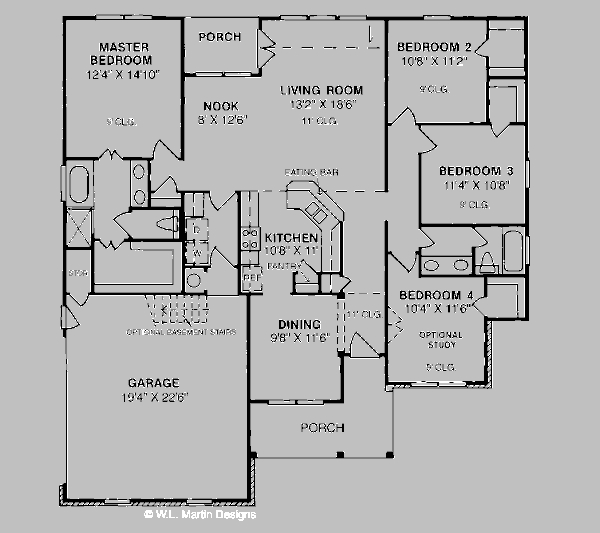 MASTER
BEDROOM
12'4" X 14'10"
9' CLG.
PORCH
NOOK
8' X 12'6"
LIVING ROOM
13'2" X 18'6"
11' CLG.
BEDROOM 2
10'8" X 11'2"
9' CLG.
BEDROOM 3
11'4" X 10'8"
9' CLG.
EATING BAR
KITCHEN
10'8" X 11'
PANTRY
REF
D
W
OPTIONAL BASEMENT STAIRS
DINING
9'8" X 11'6"
11' CLG.
BEDROOM 4
10'4" X 11'6"
OPTIONAL
STUDY
9' CLG.
GARAGE
19'4" X 22'6"
PORCH
© W.L. Martin Designs